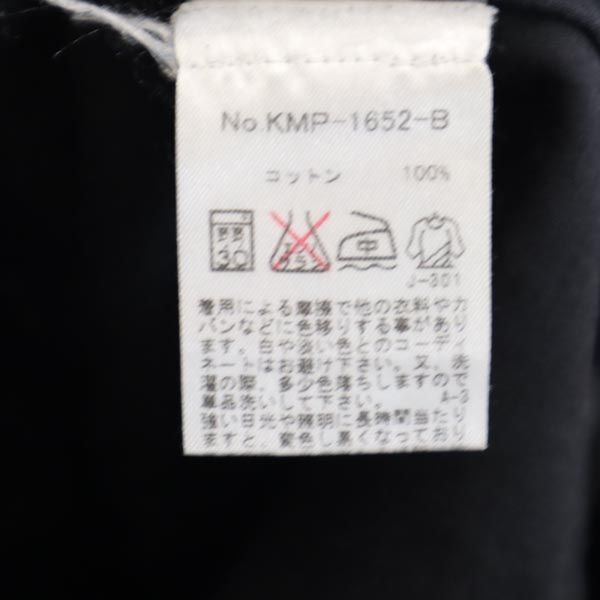 No.KMP-1652-B
コットン 100%
弱
30
エンソ
サラシ
中
J-301
着用による摩擦で他の衣料やカ
バンなどに色移りする事があり
ます。白や淡い色とのコーディ
ネートはお避け下さい。又、洗
濯の際、多少色落ちしますので
単品洗いして下さい。 A-3
強い日光や照明に長時間当たり
ますと、変色し黒くなっており